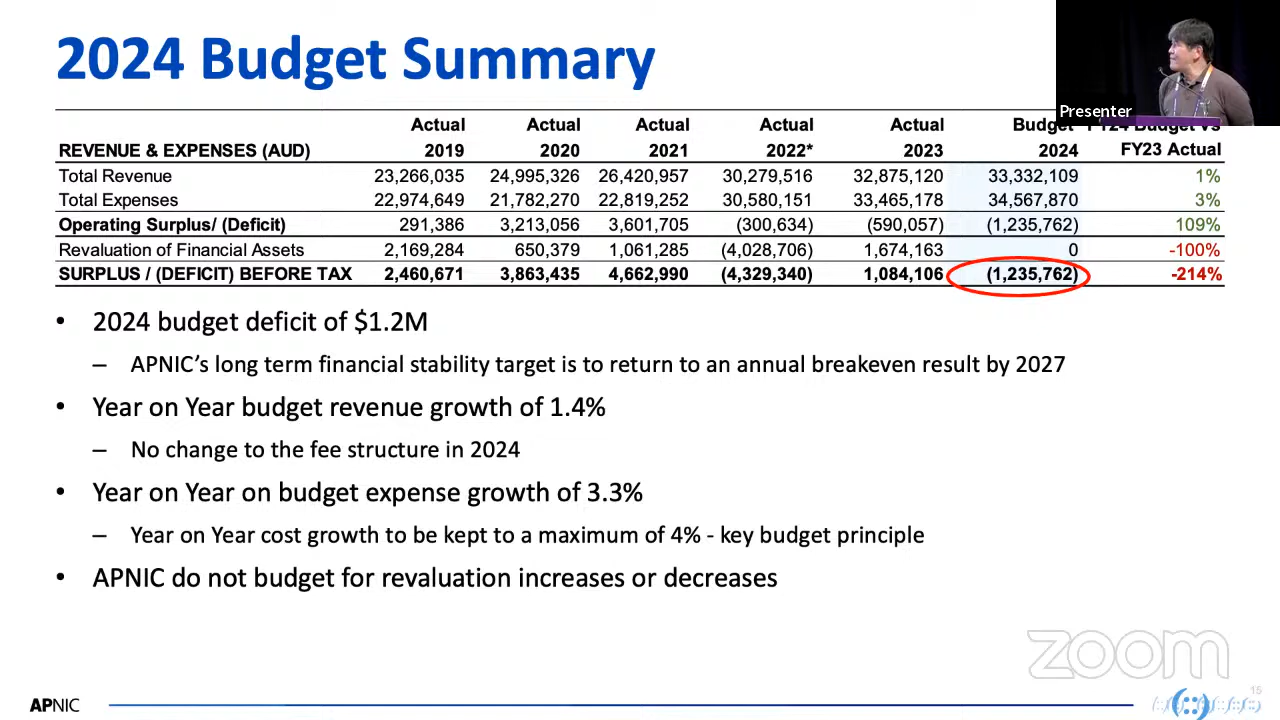 2024 Budget Summary
Presenter
Actual Actual Actual Actual Actual Budget Budget Vs
REVENUE & EXPENSES (AUD) 2019 2020 2021 2022* 2023 2024 FY23 Actual
Total Revenue 23,266,035 24,995,326 26,420,957 30,279,516 32,875,120 33,332,109 1%
Total Expenses 22,974,649 21,782,270 22,819,252 30,580,151 33,465,178 34,567,870 3%
Operating Surplus/ (Deficit) 291,386 3,213,056 3,601,705 (300,634) (590,057) (1,235,762) 109%
Revaluation of Financial Assets 2,169,284 650,379 1,061,285 (4,028,706) 1,674,163 0 -100%
SURPLUS / (DEFICIT) BEFORE TAX 2,460,671 3,863,435 4,662,990 (4,329,340) 1,084,106 (1,235,762) -214%
• 2024 budget deficit of $1.2M
– APNIC’s long term financial stability target is to return to an annual breakeven result by 2027
• Year on Year budget revenue growth of 1.4%
– No change to the fee structure in 2024
• Year on Year on budget expense growth of 3.3%
– Year on Year cost growth to be kept to a maximum of 4% - key budget principle
• APNIC do not budget for revaluation increases or decreases
zoom
15
APNIC